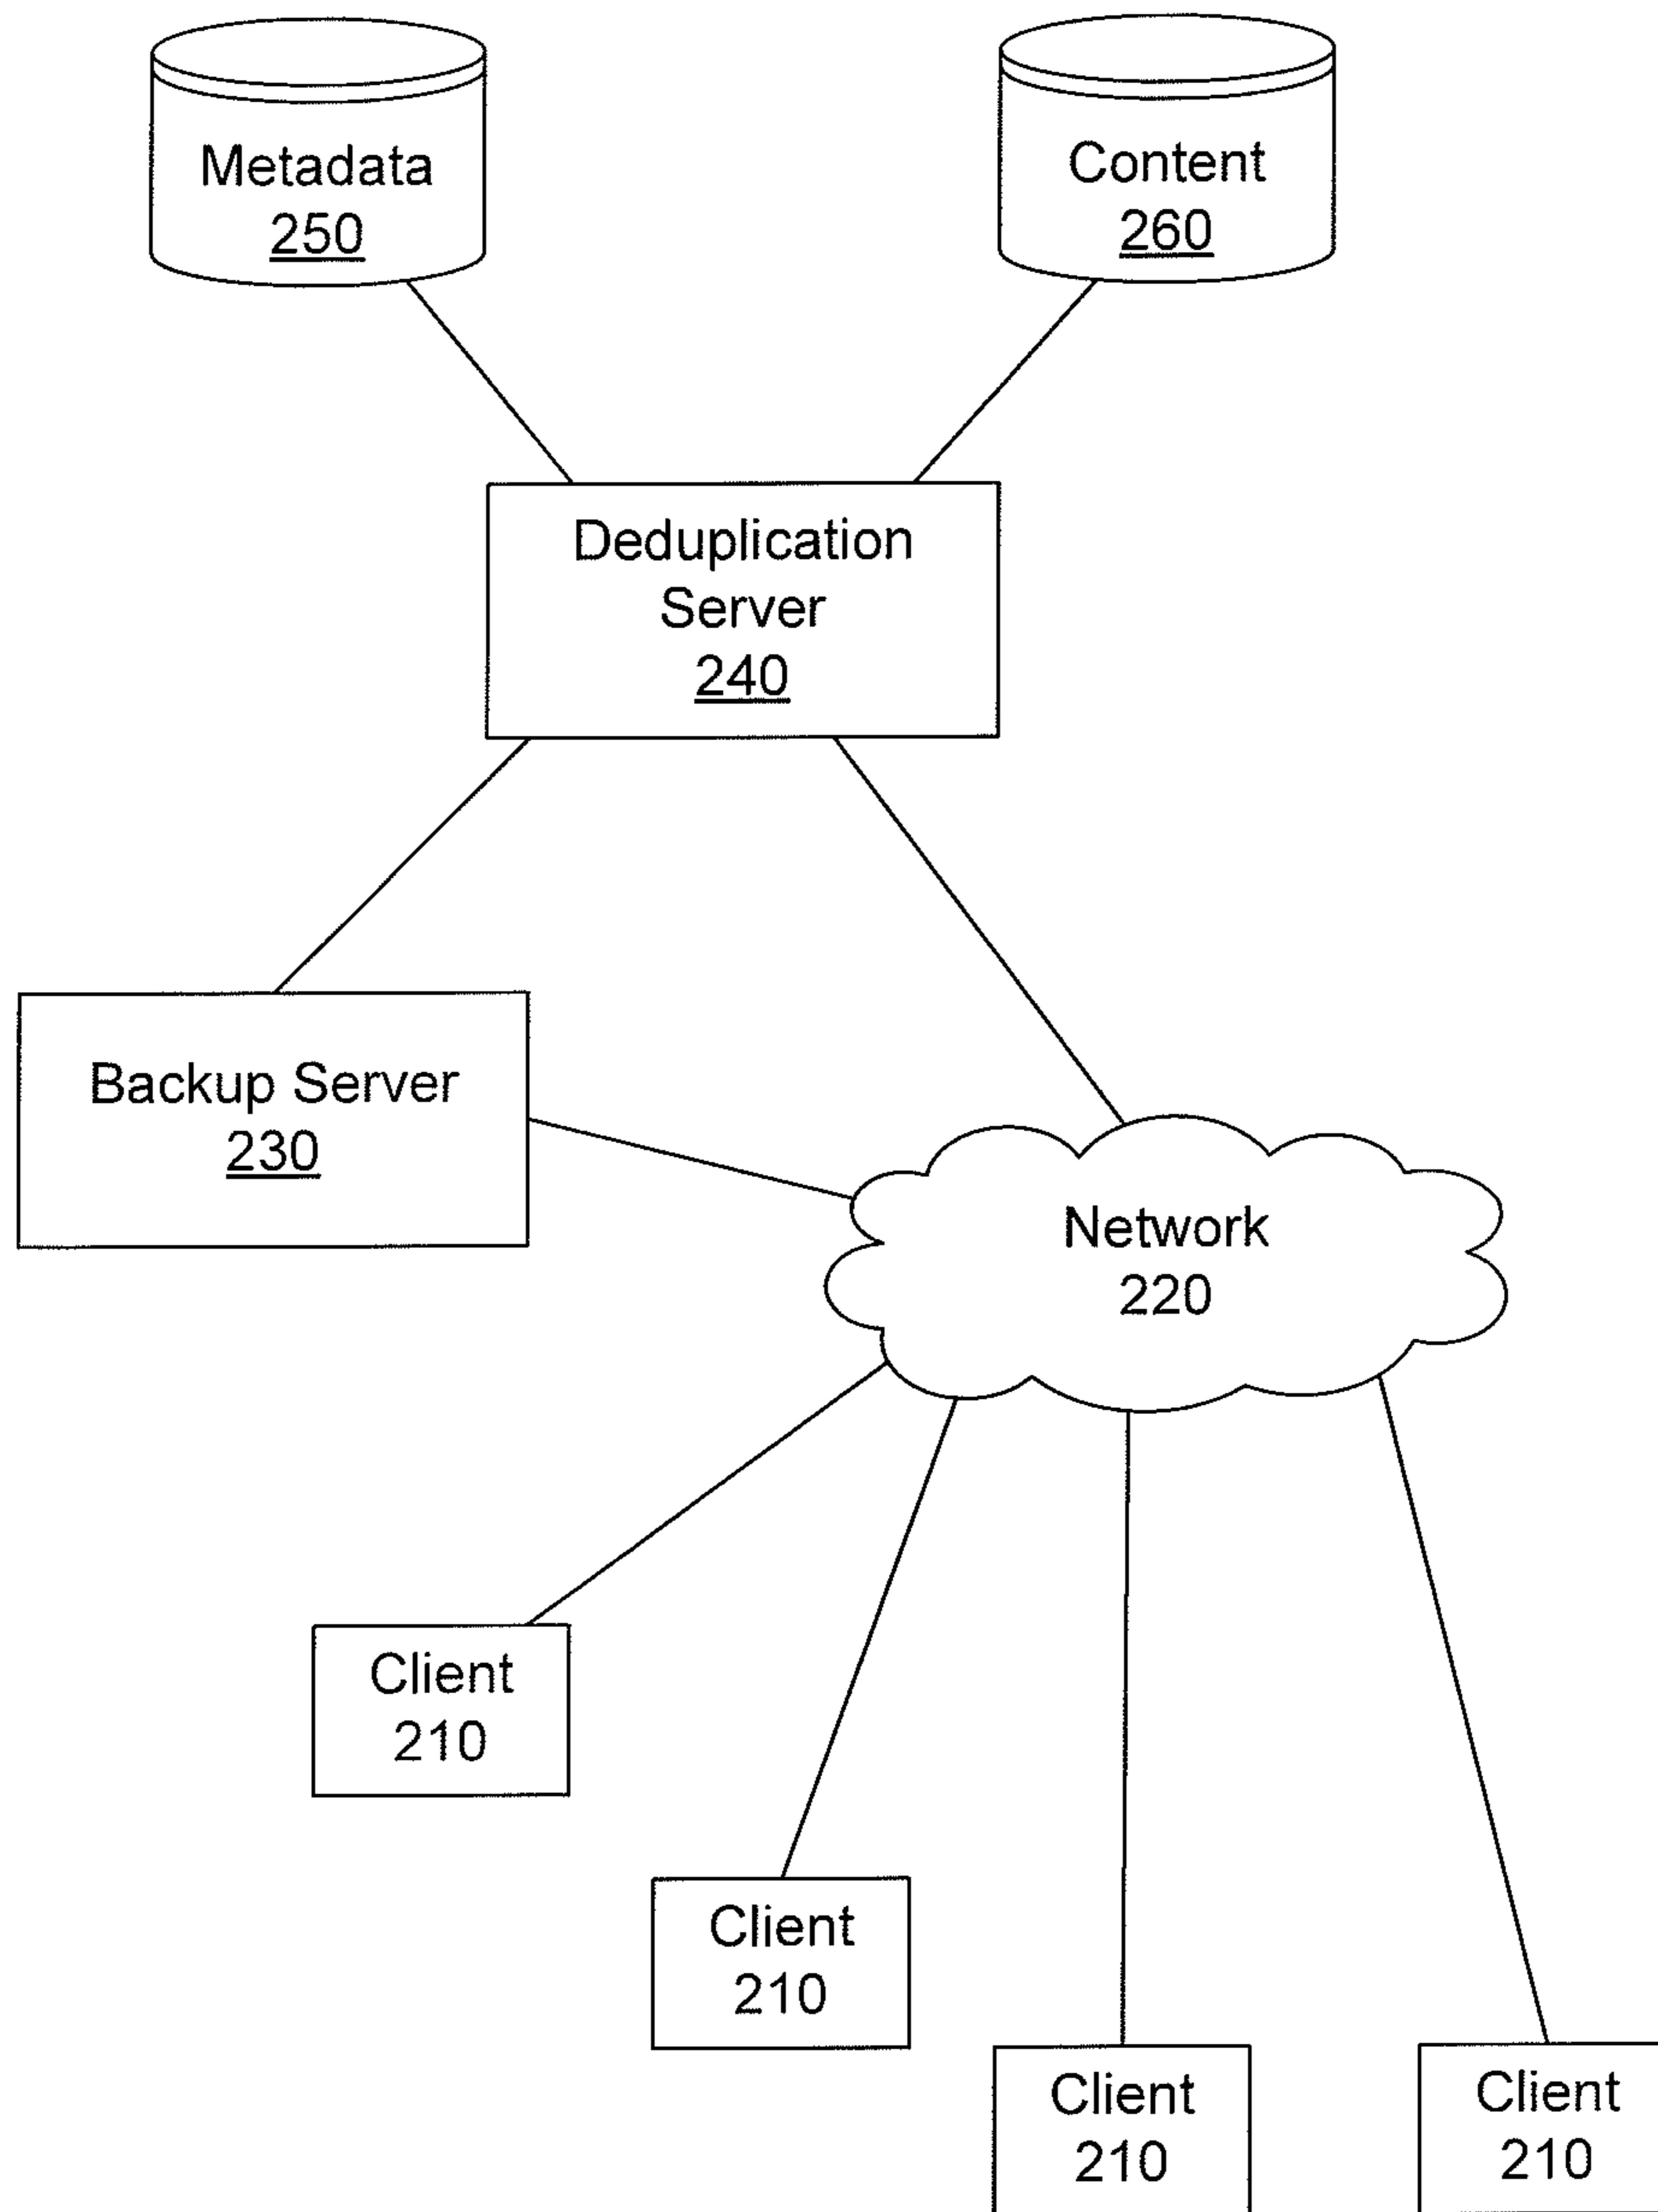 Metadata
250
Content
260
Deduplication
Server
240
Backup Server
230
Network
220
Client
210
Client
210
Client
210
Client
210